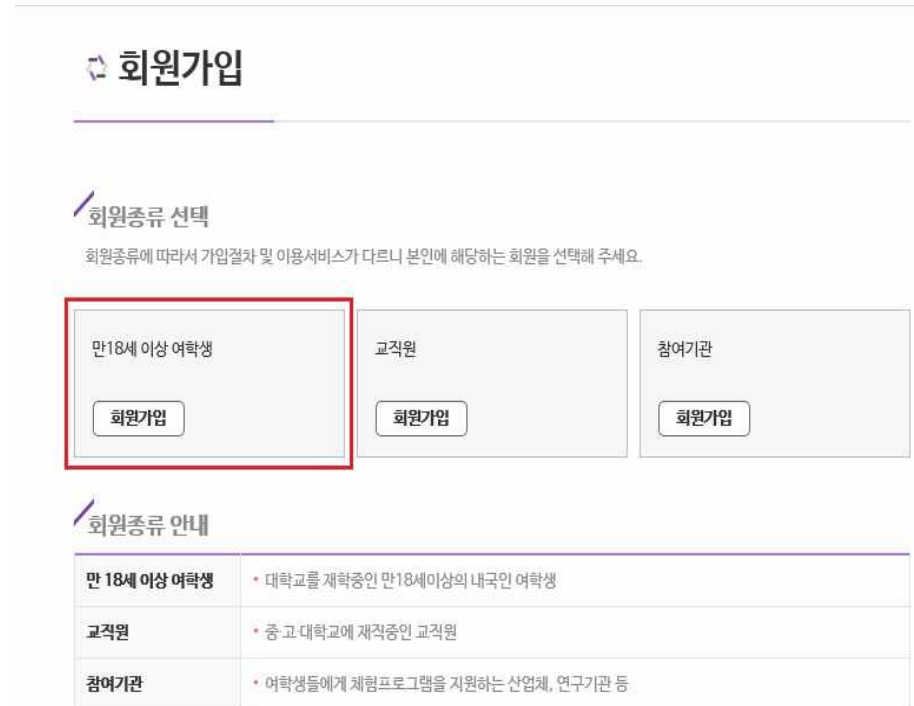 회원가입
회원종류 선택
회원종류에 따라서 가입절차 및 이용서비스가 다르니 본인에 해당하는 회원을 선택해 주세요.
만18세 이상 여학생
교직원
참여기관
회원가입
회원가입
회원가입
회원종류 안내
만 18세 이상 여학생
• 대학교를 재학중인 만18세이상의 내국인 여학생
교직원
• 중·고·대학교에 재직중인 교직원
참여기관
• 여학생들에게 체험프로그램을 지원하는 산업체, 연구기관 등